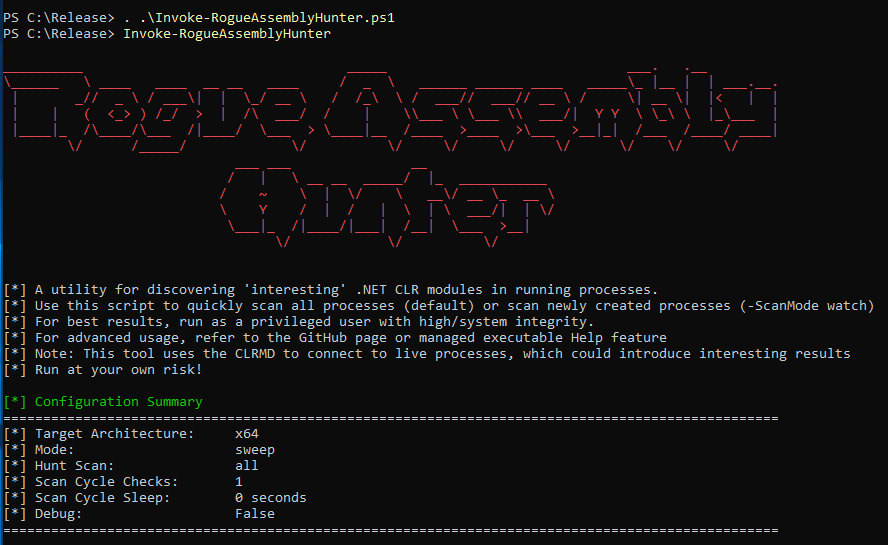 PS C:\Release> . .\Invoke-RogueAssemblyHunter.ps1
PS C:\Release> Invoke-RogueAssemblyHunter
RogueAssembly
Hunter
[*] A utility for discovering 'interesting' .NET CLR modules in running processes.
[*] Use this script to quickly scan all processes (default) or scan newly created processes (-ScanMode watch)
[*] For best results, run as a privileged user with high/system integrity.
[*] For advanced usage, refer to the GitHub page or managed executable Help feature
[*] Note: This tool uses the CLRMD to connect to live processes, which could introduce interesting results
[*] Run at your own risk!
[*] Configuration Summary
[*] Target Architecture: x64
[*] Mode: sweep
[*] Hunt Scan: all
[*] Scan Cycle Checks: 1
[*] Scan Cycle Sleep: 0 seconds
[*] Debug: False